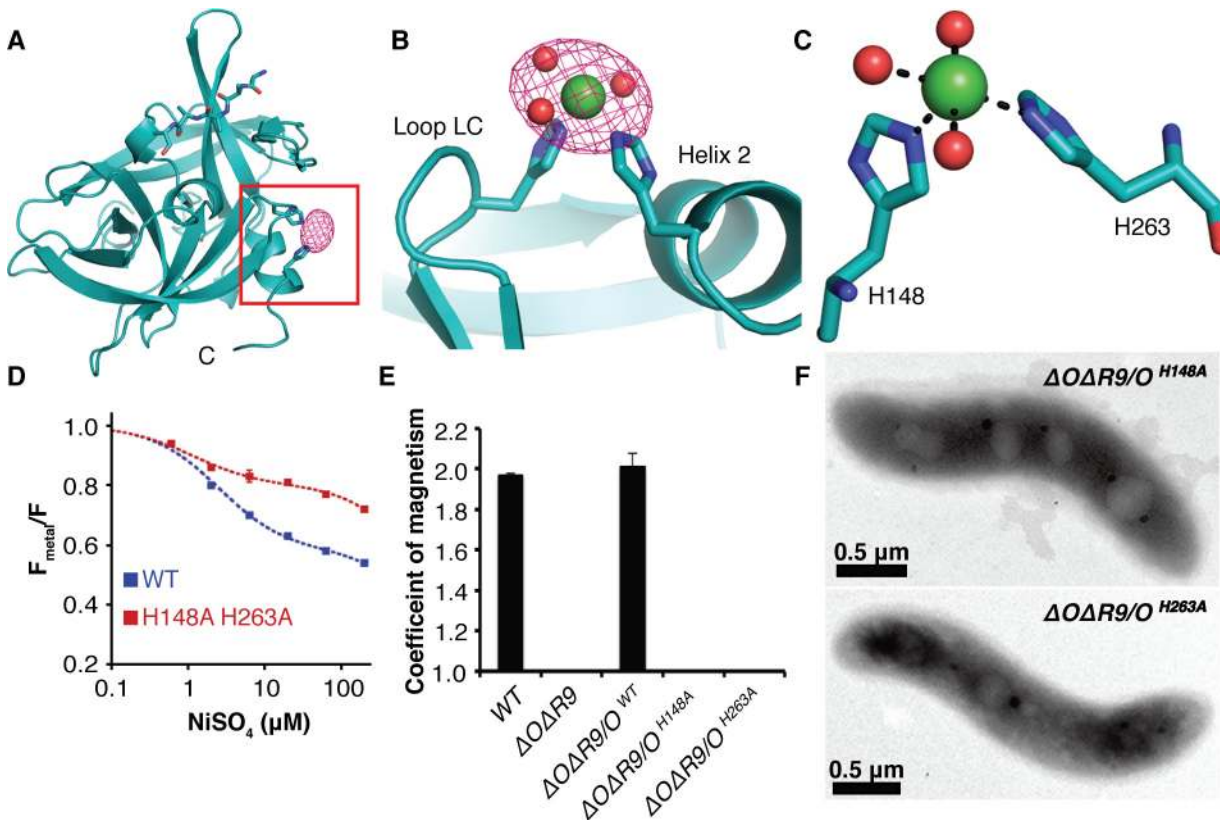 A
B
Loop LC
Helix 2
C
H148
H263
C
D
1.0
0.8
0.6
0.4
0.2
F_metal/F
WT
H148A H263A
0.1
1
10
100
NiSO₄ (μM)
E
2.2
2.0
1.8
1.6
1.4
1.2
1.0
Coefficeint of magnetism
WT
ΔOΔR9
ΔOΔR9/O ᵂᵀ
ΔOΔR9/O ᴴ¹⁴⁸ᴬ
ΔOΔR9/O ᴴ²⁶³ᴬ
F
ΔOΔR9/O ᴴ¹⁴⁸ᴬ
0.5 μm
ΔOΔR9/O ᴴ²⁶³ᴬ
0.5 μm